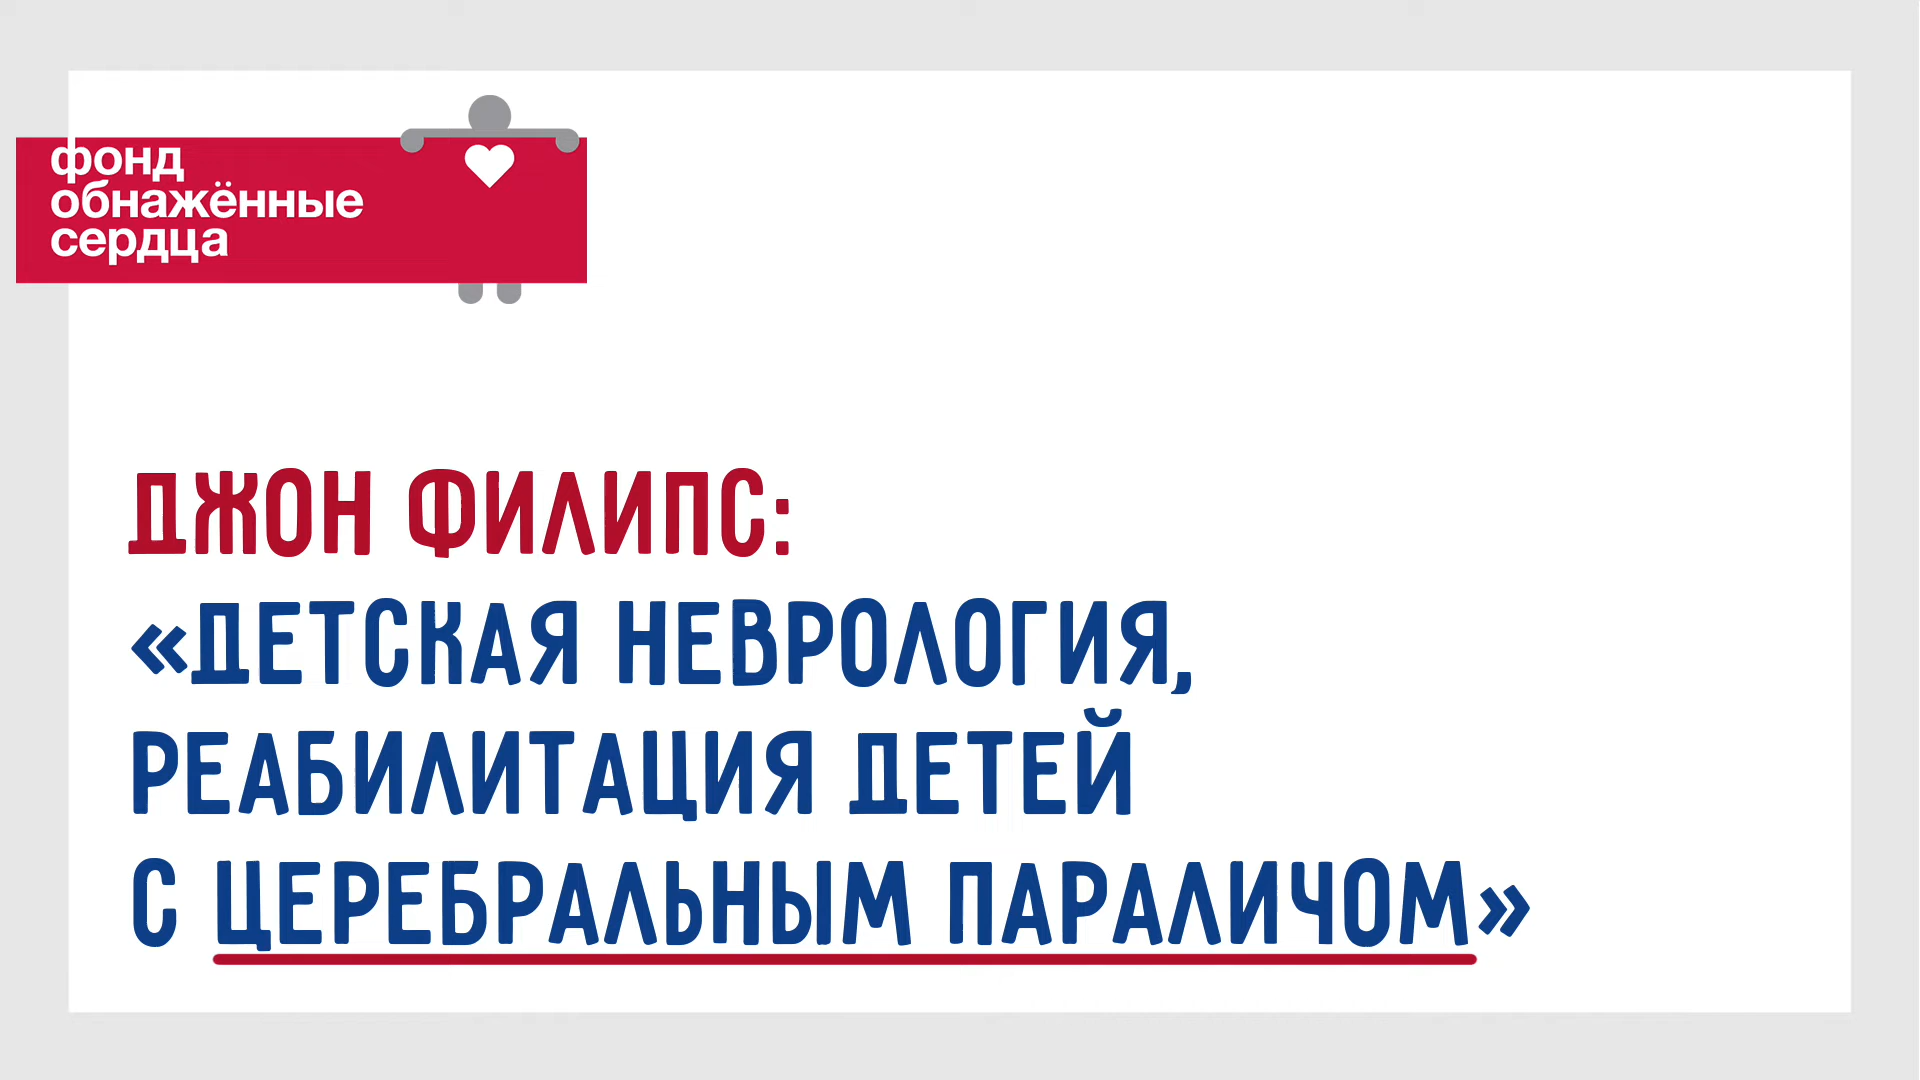 фонд
обнажённые
сердца
ДЖОН ФИЛИПС:
«ДЕТСКАЯ НЕВРОЛОГИЯ,
РЕАБИЛИТАЦИЯ ДЕТЕЙ
С ЦЕРЕБРАЛЬНЫМ ПАРАЛИЧОМ»